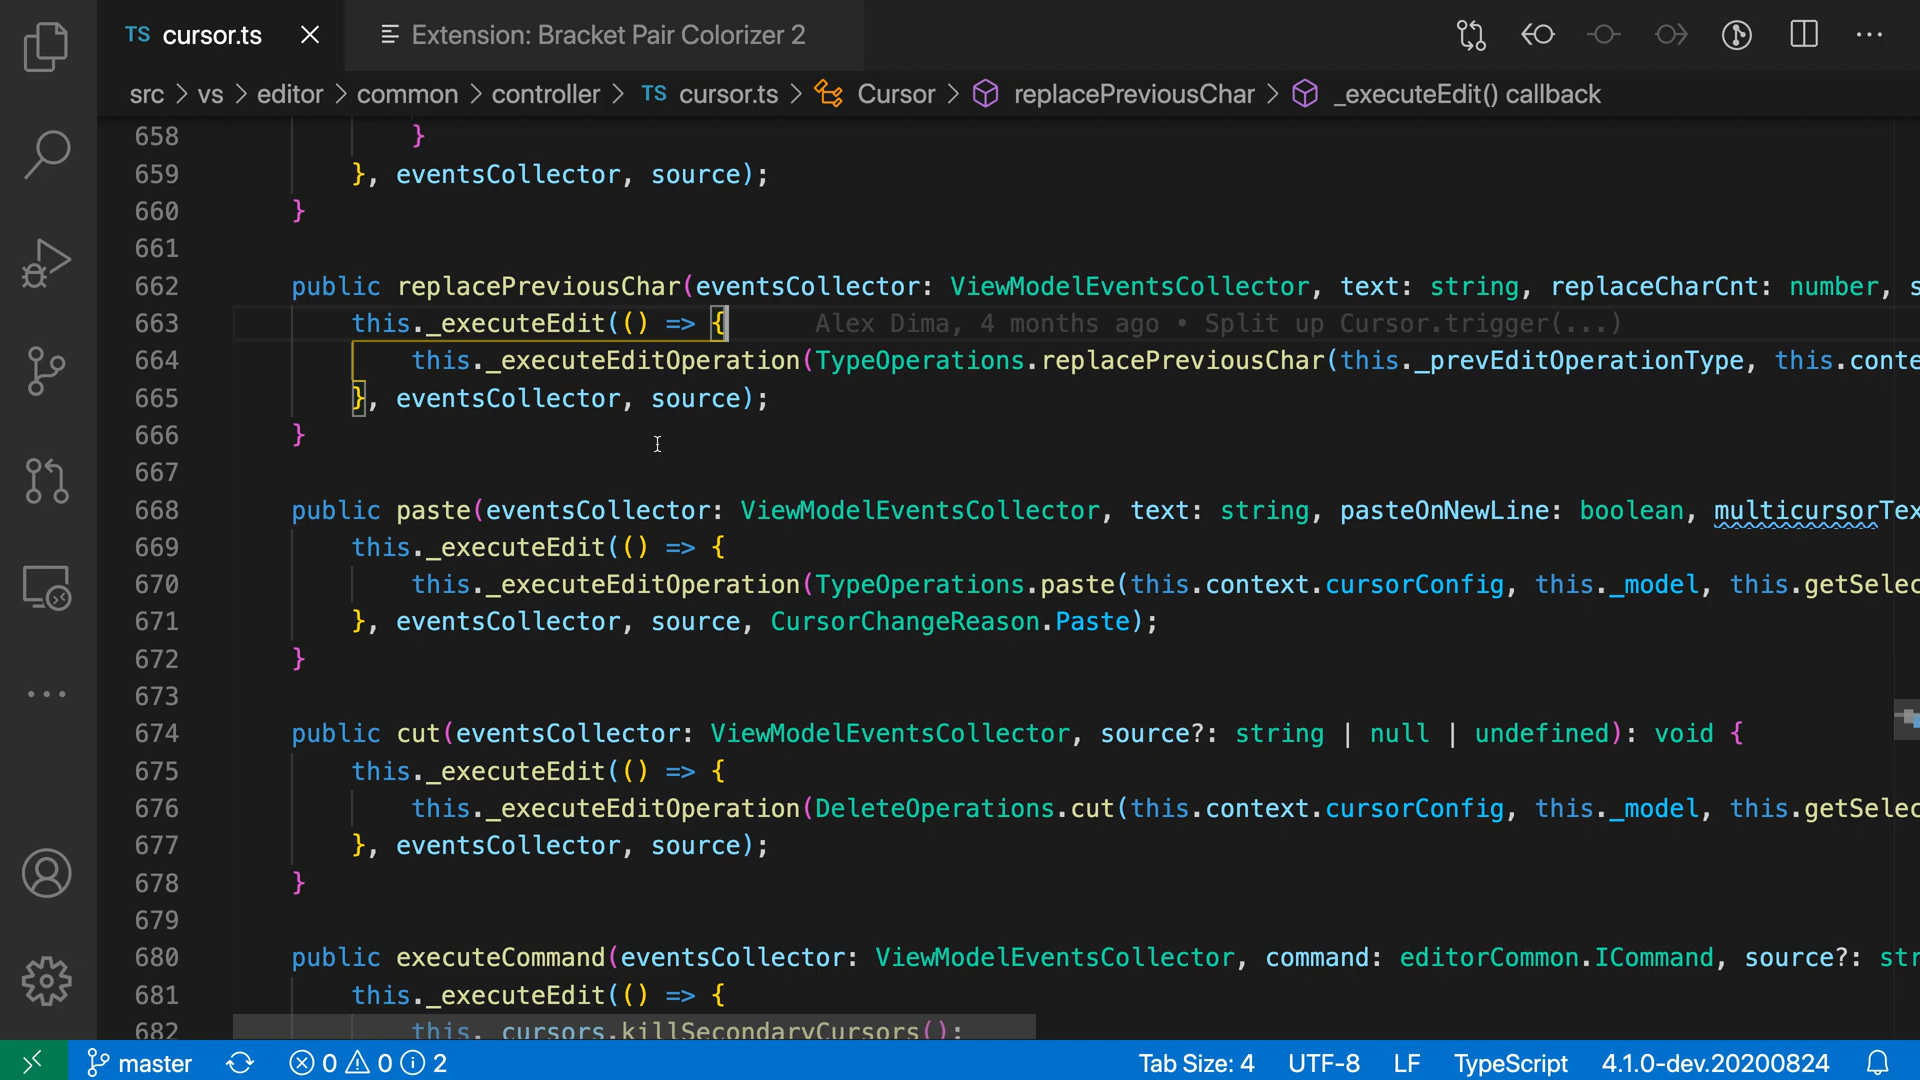 TS cursor.ts
Extension: Bracket Pair Colorizer 2
src > vs > editor > common > controller > TS cursor.ts > Cursor > replacePreviousChar > _executeEdit() callback
658 }
659 }, eventsCollector, source);
660 }
661
662 public replacePreviousChar(eventsCollector: ViewModelEventsCollector, text: string, replaceCharCnt: number, s
663 this._executeEdit(() => { Alex Dima, 4 months ago • Split up Cursor.trigger(...)
664 this._executeEditOperation(TypeOperations.replacePreviousChar(this._prevEditOperationType, this.conte
665 }, eventsCollector, source);
666 }
667
668 public paste(eventsCollector: ViewModelEventsCollector, text: string, pasteOnNewLine: boolean, multicursorTex
669 this._executeEdit(() => {
670 this._executeEditOperation(TypeOperations.paste(this.context.cursorConfig, this._model, this.getSelec
671 }, eventsCollector, source, CursorChangeReason.Paste);
672 }
673
674 public cut(eventsCollector: ViewModelEventsCollector, source?: string | null | undefined): void {
675 this._executeEdit(() => {
676 this._executeEditOperation(DeleteOperations.cut(this.context.cursorConfig, this._model, this.getSelec
677 }, eventsCollector, source);
678 }
679
680 public executeCommand(eventsCollector: ViewModelEventsCollector, command: editorCommon.ICommand, source?: str
681 this._executeEdit(() => {
682 this._cursors.killSecondaryCursors();
master 0 0 2 Tab Size: 4 UTF-8 LF TypeScript 4.1.0-dev.20200824